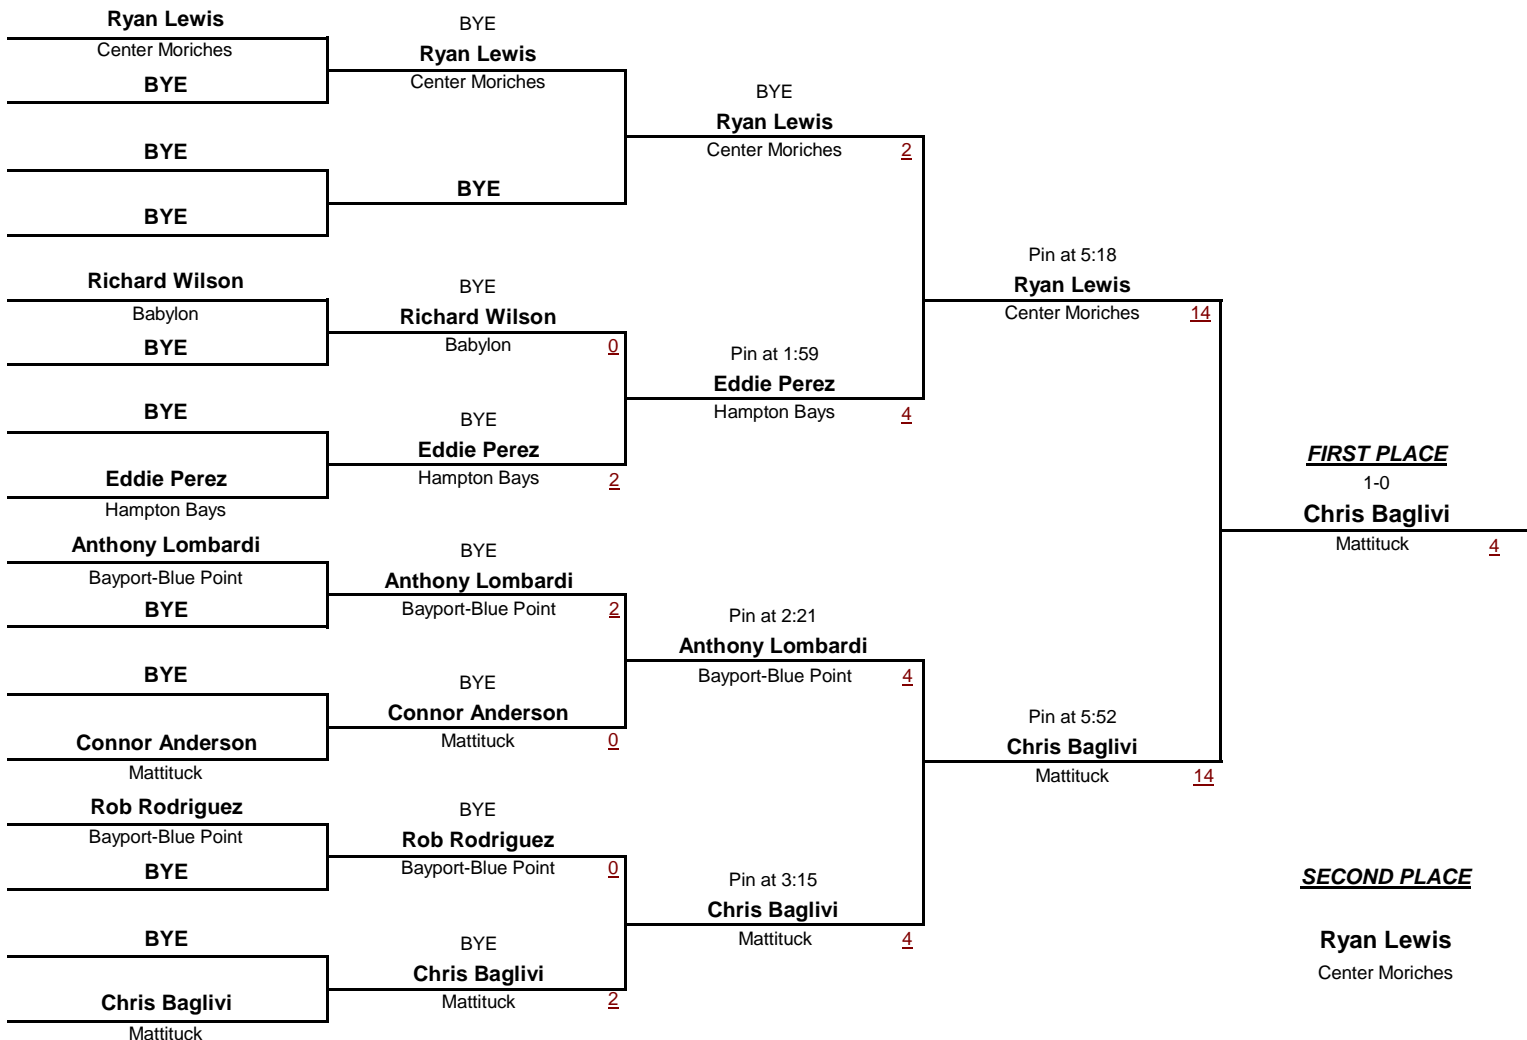 Ryan Lewis
Center Moriches
BYE
BYE
BYE
Richard Wilson
Babylon
BYE
BYE
Eddie Perez
Hampton Bays
Anthony Lombardi
Bayport-Blue Point
BYE
BYE
Connor Anderson
Mattituck
Rob Rodriguez
Bayport-Blue Point
BYE
BYE
Chris Baglivi
Mattituck
BYE
Ryan Lewis
Center Moriches
BYE
BYE
Richard Wilson
Babylon 0
BYE
Eddie Perez
Hampton Bays 2
BYE
Anthony Lombardi
Bayport-Blue Point 2
BYE
Connor Anderson
Mattituck 0
BYE
Rob Rodriguez
Bayport-Blue Point 0
BYE
Chris Baglivi
Mattituck 2
BYE
Ryan Lewis
Center Moriches 2
Pin at 1:59
Eddie Perez
Hampton Bays 4
Pin at 2:21
Anthony Lombardi
Bayport-Blue Point 4
Pin at 3:15
Chris Baglivi
Mattituck 4
Pin at 5:18
Ryan Lewis
Center Moriches 14
Pin at 5:52
Chris Baglivi
Mattituck 14
FIRST PLACE
1-0
Chris Baglivi
Mattituck 4
SECOND PLACE
Ryan Lewis
Center Moriches